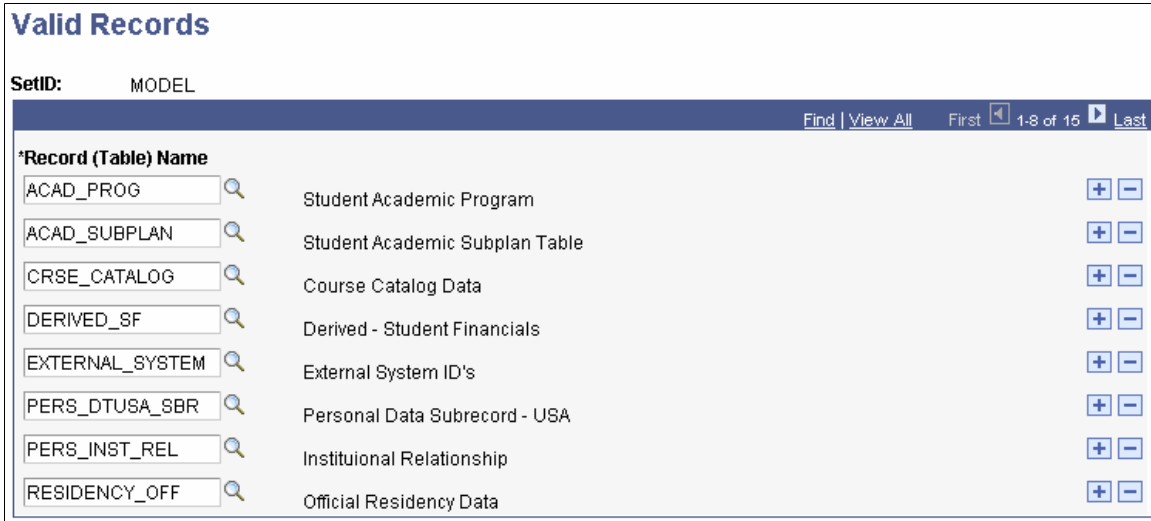 Valid Records
SetID: MODEL
Find | View All First 1-8 of 15 Last
*Record (Table) Name
ACAD_PROG Student Academic Program
ACAD_SUBPLAN Student Academic Subplan Table
CRSE_CATALOG Course Catalog Data
DERIVED_SF Derived - Student Financials
EXTERNAL_SYSTEM External System ID's
PERS_DTUSA_SBR Personal Data Subrecord - USA
PERS_INST_REL Instituional Relationship
RESIDENCY_OFF Official Residency Data